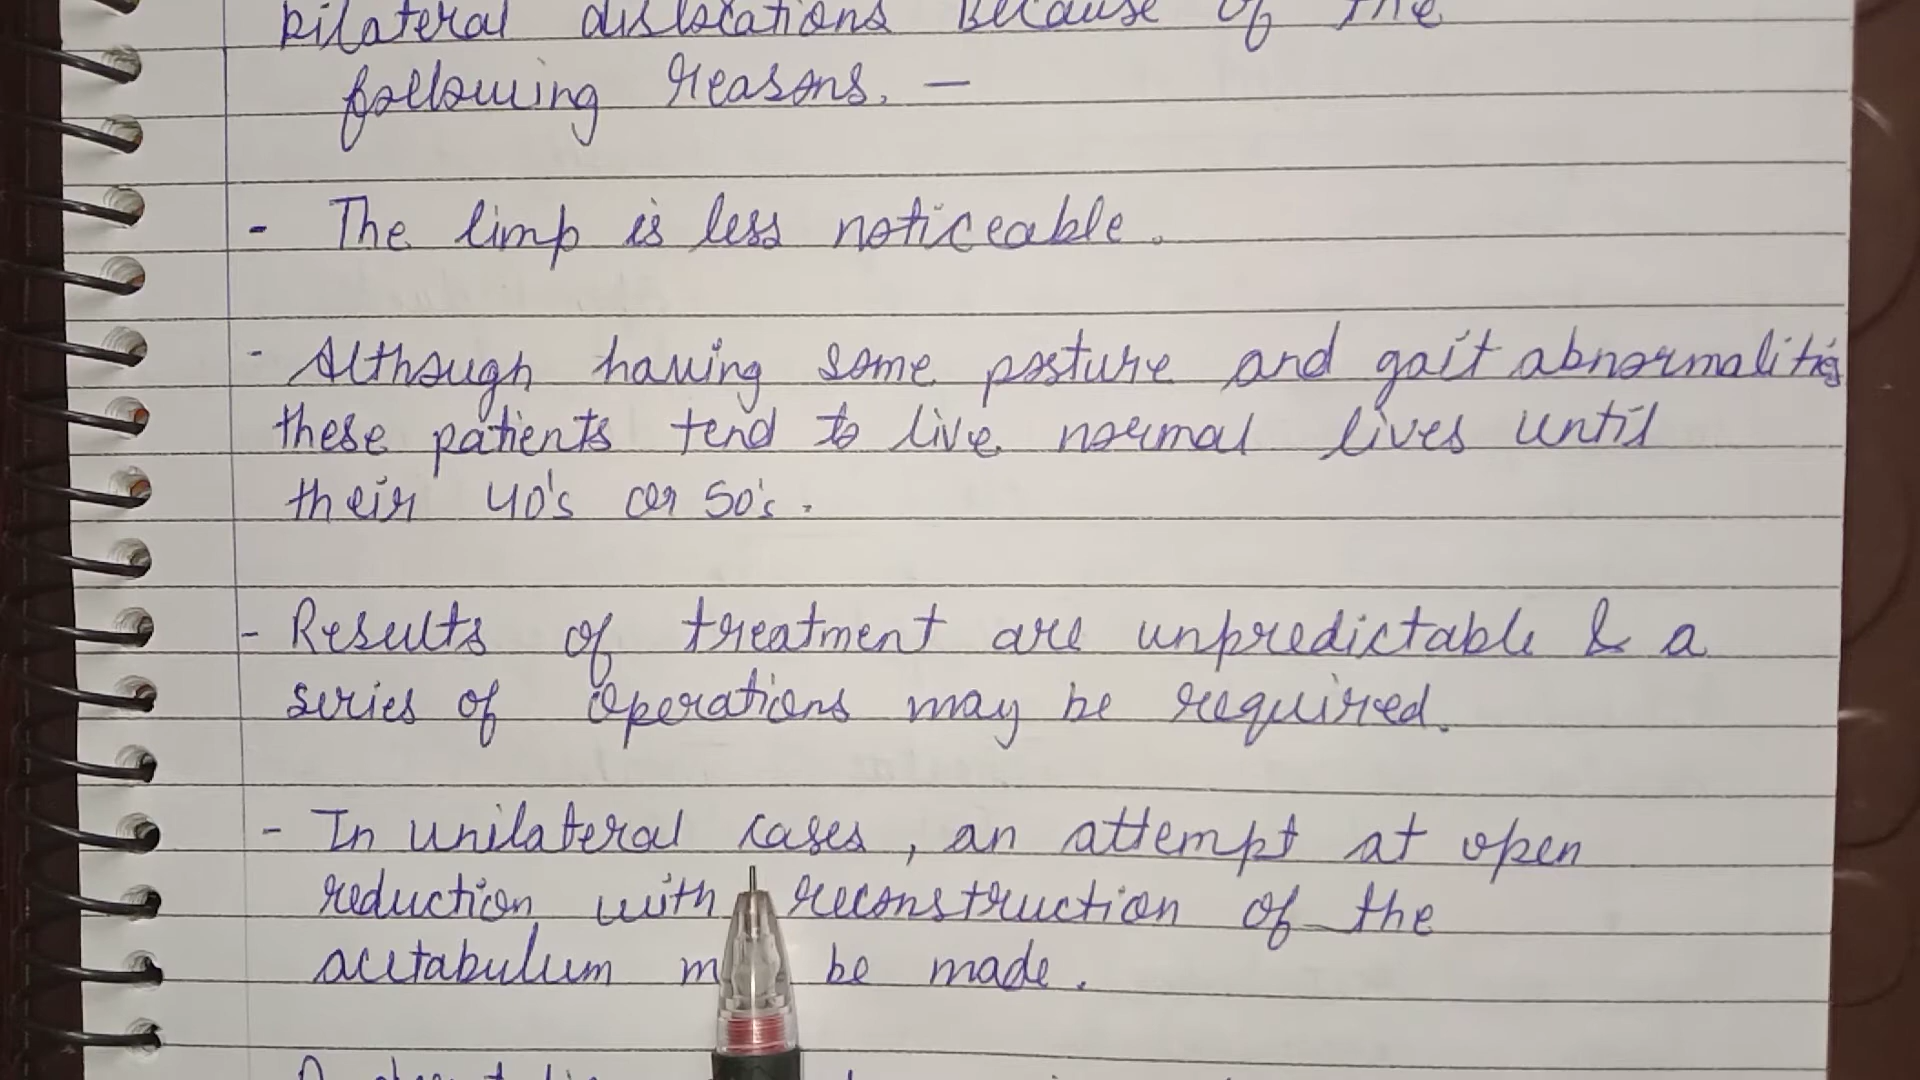 bilateral dislocations because of the
following reasons. —
- The limp is less noticeable.
- Although having some posture and gait abnormalities
these patients tend to live normal lives until
their 40's or 50's.
- Results of treatment are unpredictable & a
series of operations may be required.
- In unilateral cases, an attempt at open
reduction with reconstruction of the
acetabulum be made.